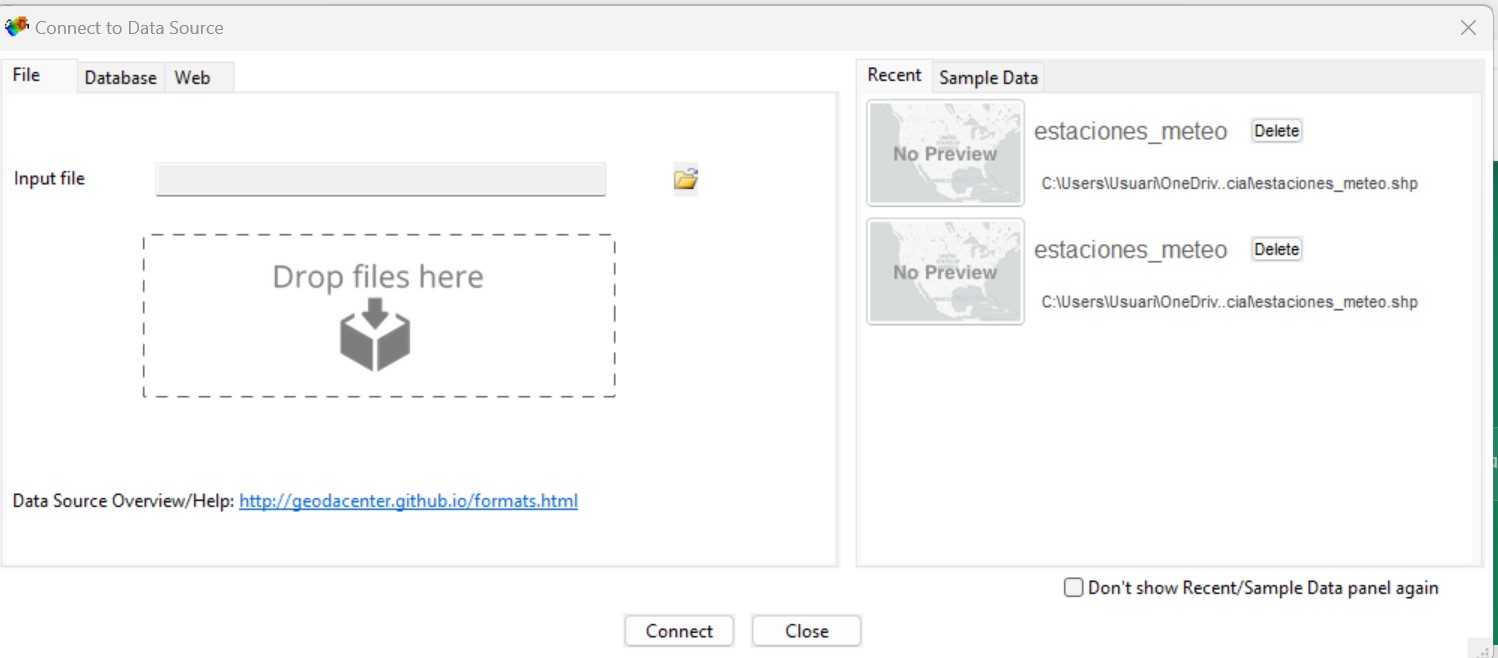 Connect to Data Source
File
Database
Web
Input file
Drop files here
Data Source Overview/Help: http://geodacenter.github.io/formats.html
Recent
Sample Data
No Preview
estaciones_meteo
Delete
C:\Users\Usuari\OneDriv..cial\estaciones_meteo.shp
No Preview
estaciones_meteo
Delete
C:\Users\Usuari\OneDriv..cial\estaciones_meteo.shp
Don't show Recent/Sample Data panel again
Connect
Close